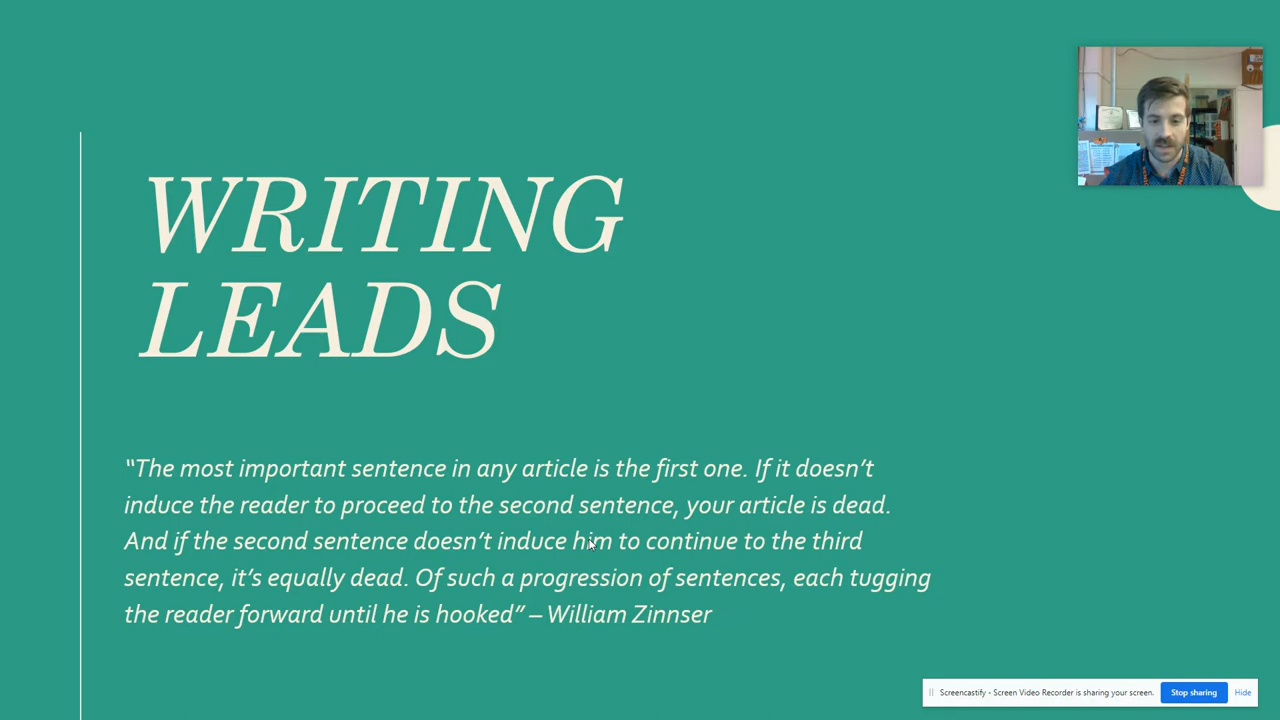 WRITING
LEADS
“The most important sentence in any article is the first one. If it doesn’t
induce the reader to proceed to the second sentence, your article is dead.
And if the second sentence doesn’t induce him to continue to the third
sentence, it’s equally dead. Of such a progression of sentences, each tugging
the reader forward until he is hooked” – William Zinnser
Screencastify - Screen Video Recorder is sharing your screen.
Stop sharing
Hide